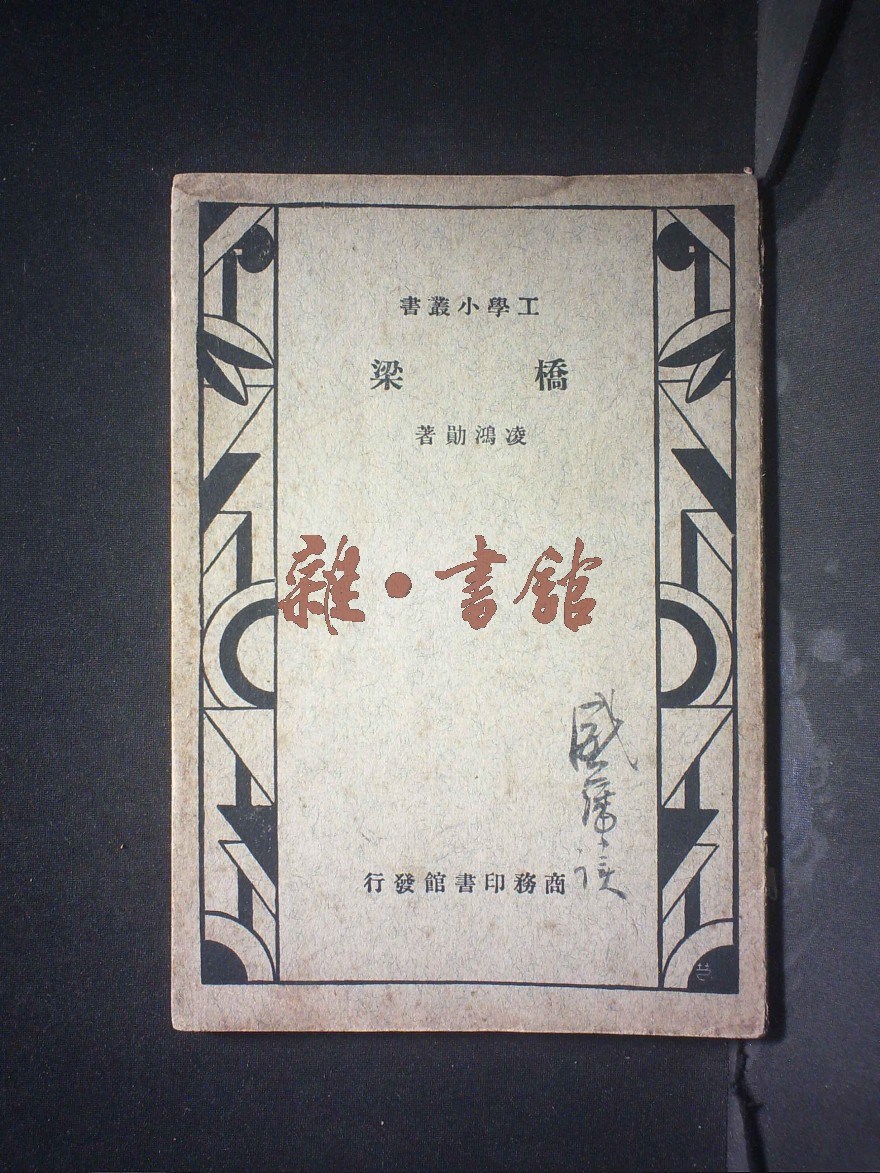 工學小叢書
橋梁
凌鴻勛著
雜·書館
商務印書館發行